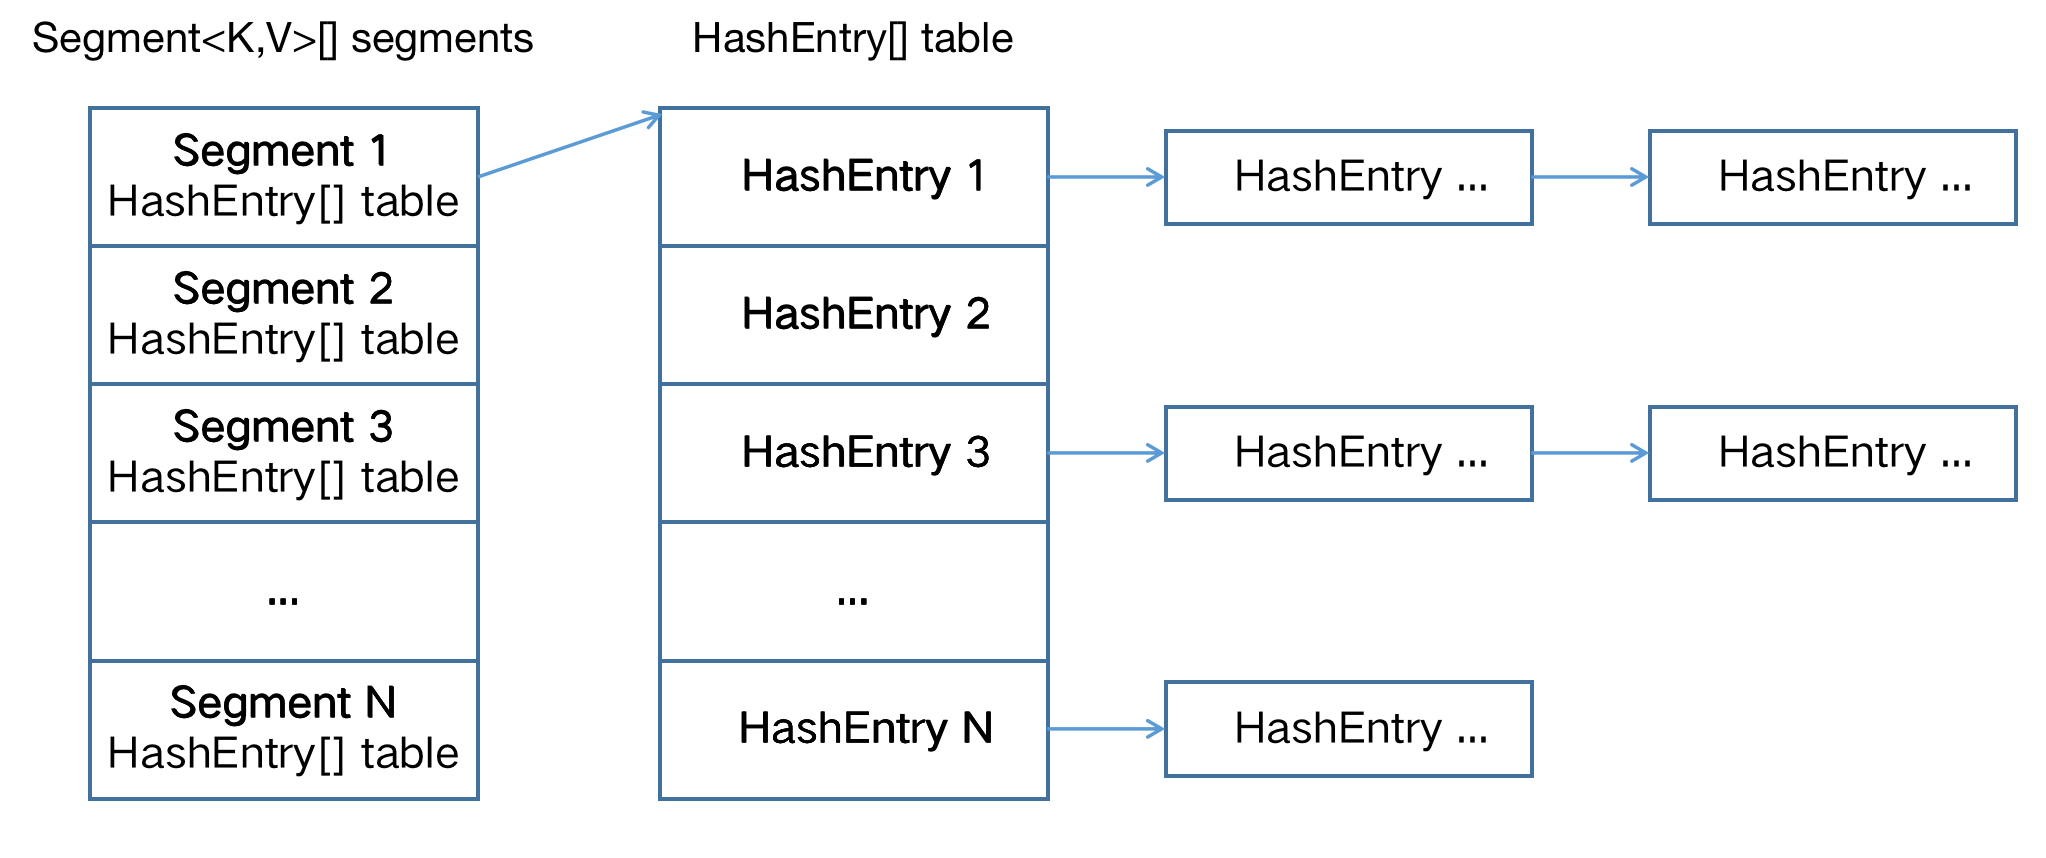 Segment<K,V>[] segments
HashEntry[] table
Segment 1
HashEntry[] table
Segment 2
HashEntry[] table
Segment 3
HashEntry[] table
...
Segment N
HashEntry[] table
HashEntry 1
HashEntry 2
HashEntry 3
...
HashEntry N
HashEntry ...
HashEntry ...
HashEntry ...
HashEntry ...
HashEntry ...